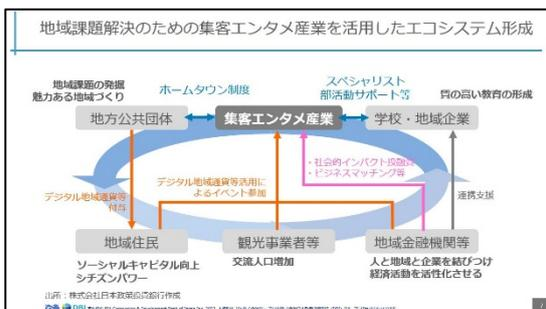 地域課題解決のための集客エンタメ産業を活用したエコシステム形成
地域課題の発掘
魅力ある地域づくり
ホームタウン制度
スペシャリスト
部活動サポート等
質の高い教育の形成
地方公共団体
集客エンタメ産業
学校・地域企業
・社会的インパクト投融資
・ビジネスマッチング等
デジタル地域通貨等
付与
デジタル地域通貨等活用に
よるイベント参加
連携支援
地域住民
観光事業者等
地域金融機関等
ソーシャルキャピタル向上
シチズンパワー
交流人口増加
人と地域と企業を結びつけ
経済活動を活性化させる
出所：株式会社日本政策投資銀行作成
DBJ